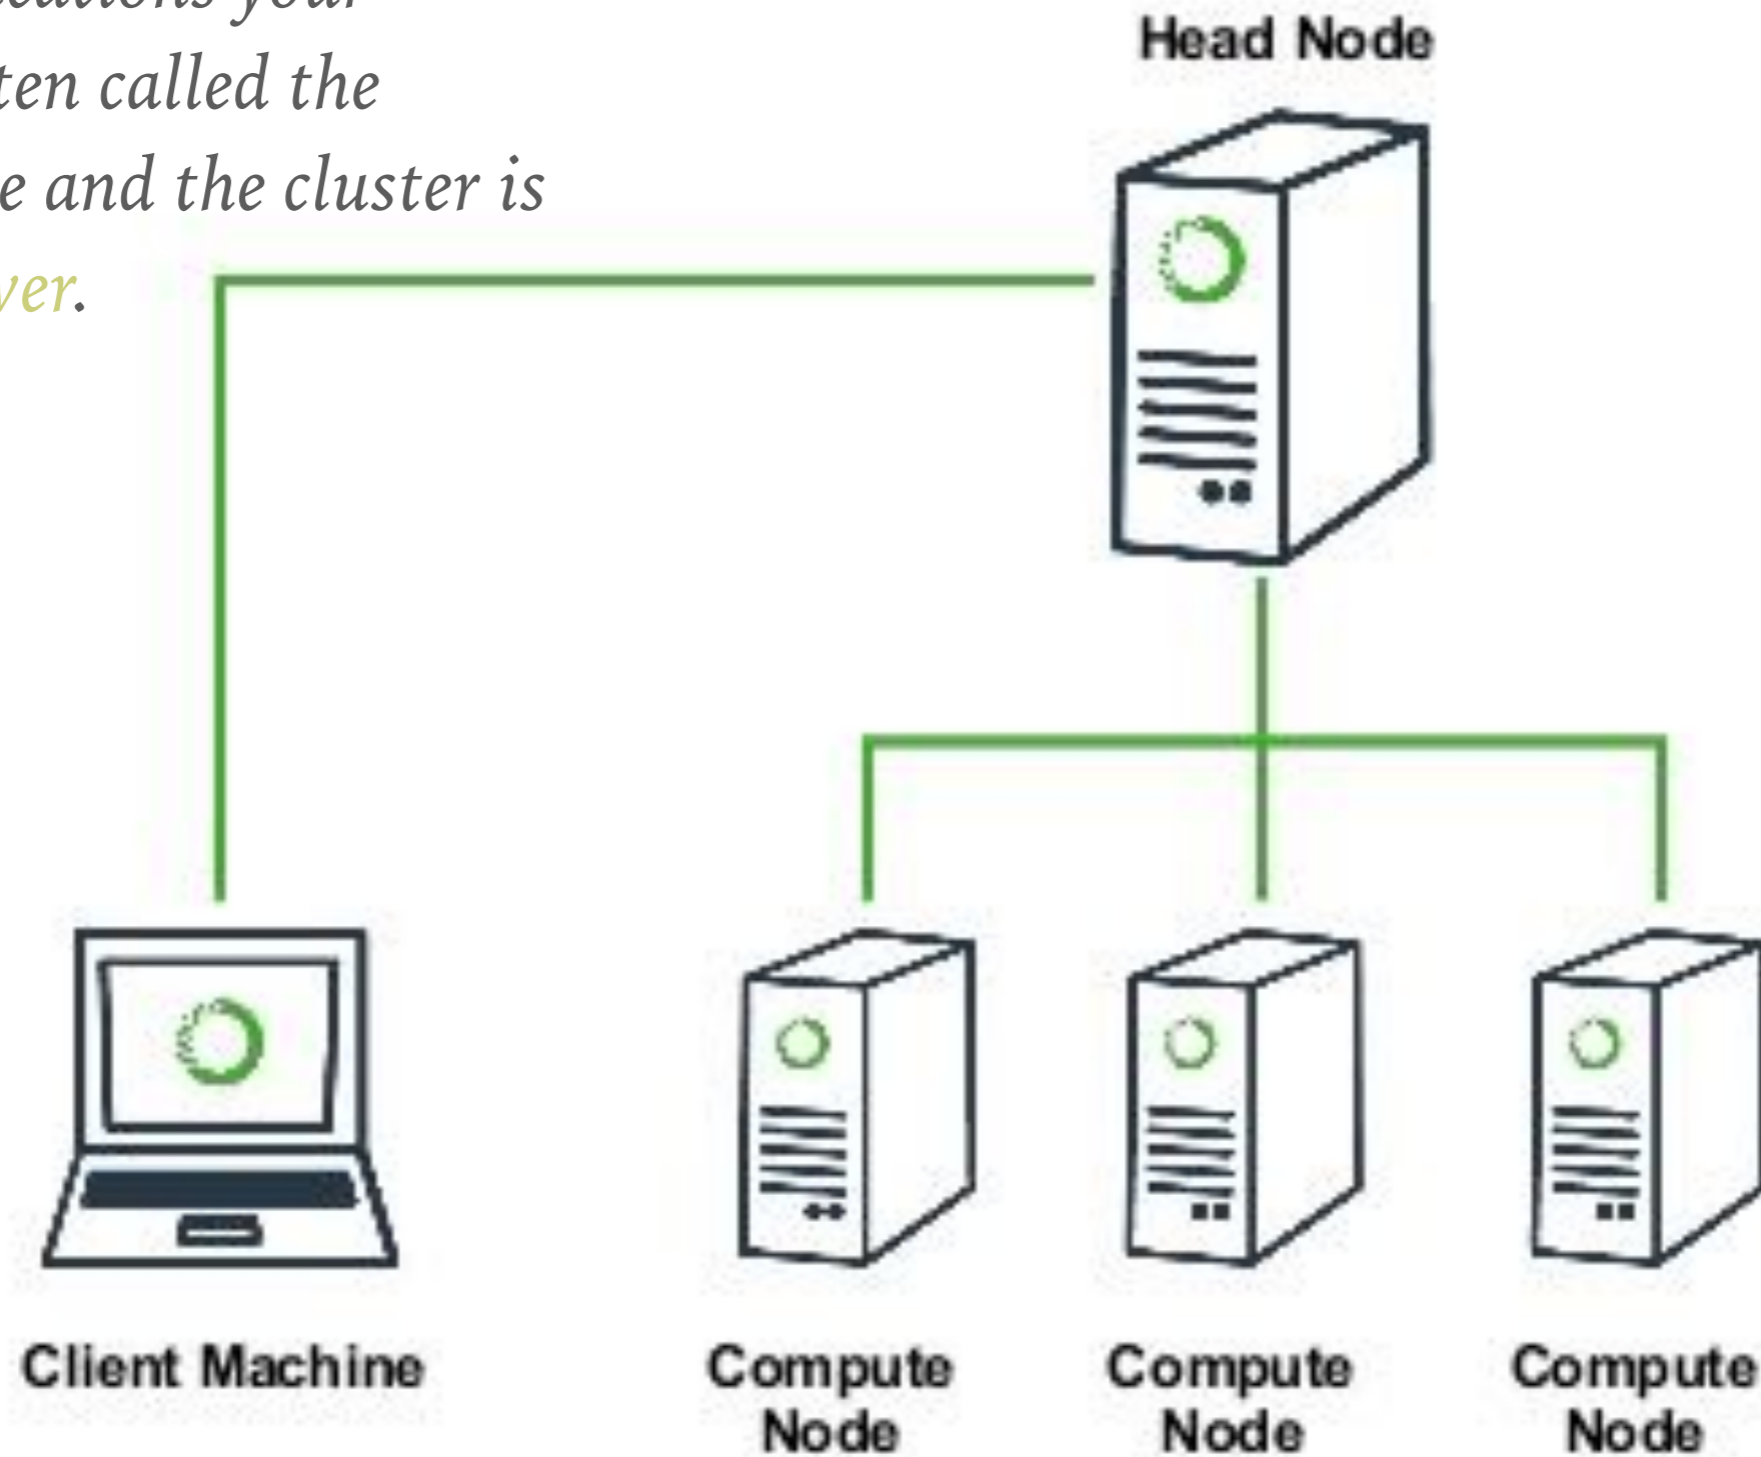 ten called the
e and the cluster is
ver.
Head Node
Client Machine
Compute
Node
Compute
Node
Compute
Node